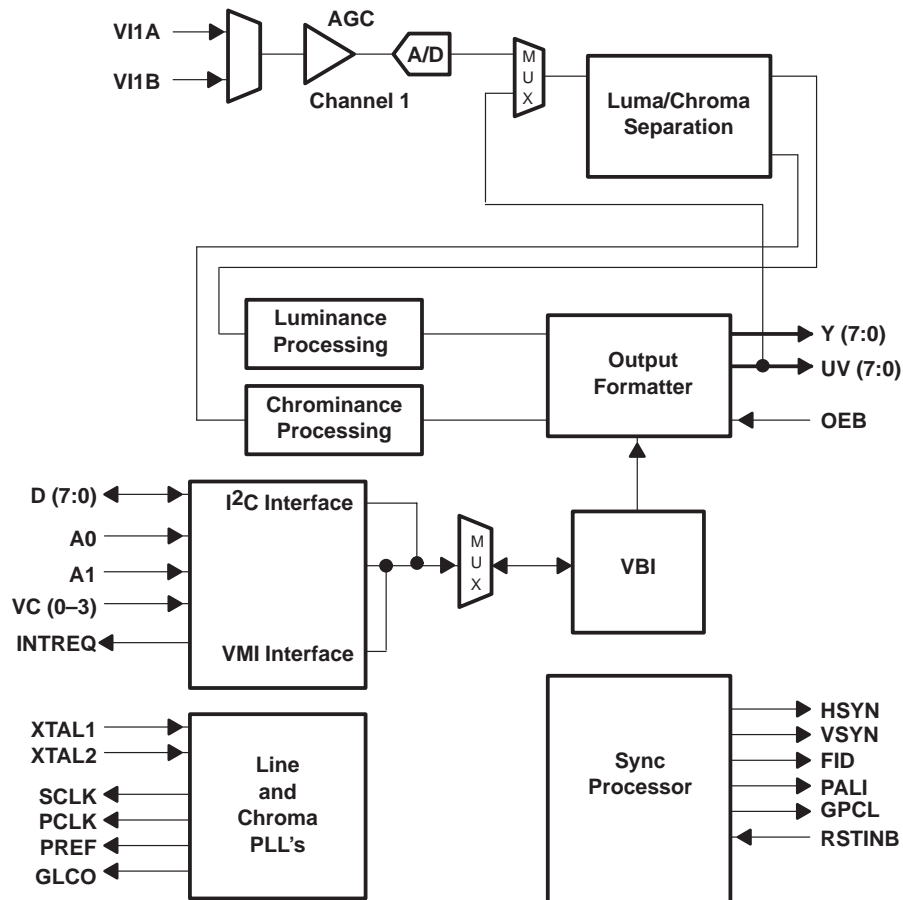 AGC
VI1A
A/D
MUX
VI1B
Channel 1
Luma/Chroma
Separation
Luminance
Processing
Chrominance
Processing
Output
Formatter
Y (7:0)
UV (7:0)
OEB
D (7:0)
A0
A1
VC (0–3)
INTREQ
I2C Interface
VMI Interface
MUX
VBI
XTAL1
XTAL2
SCLK
PCLK
PREF
GLCO
Line
and
Chroma
PLL's
Sync
Processor
HSYN
VSYN
FID
PALI
GPCL
RSTINB